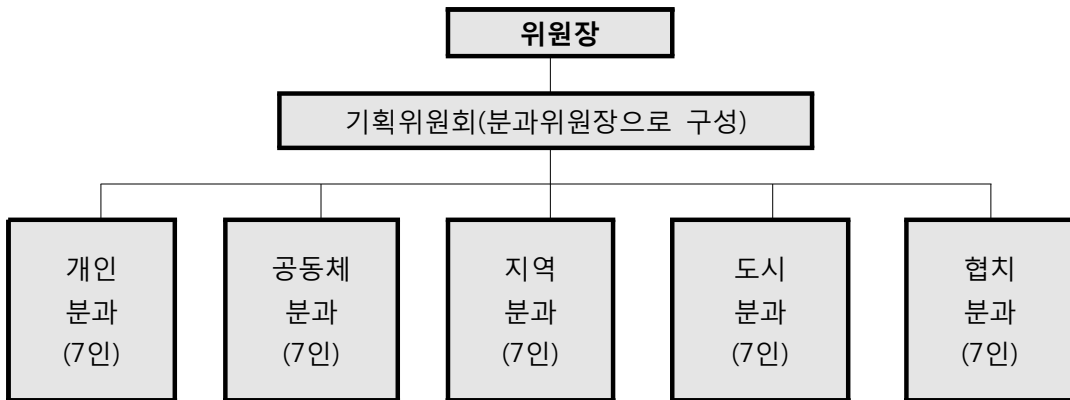 위원장
기획위원회(분과위원장으로 구성)
개인
분과
(7인)
공동체
분과
(7인)
지역
분과
(7인)
도시
분과
(7인)
협치
분과
(7인)